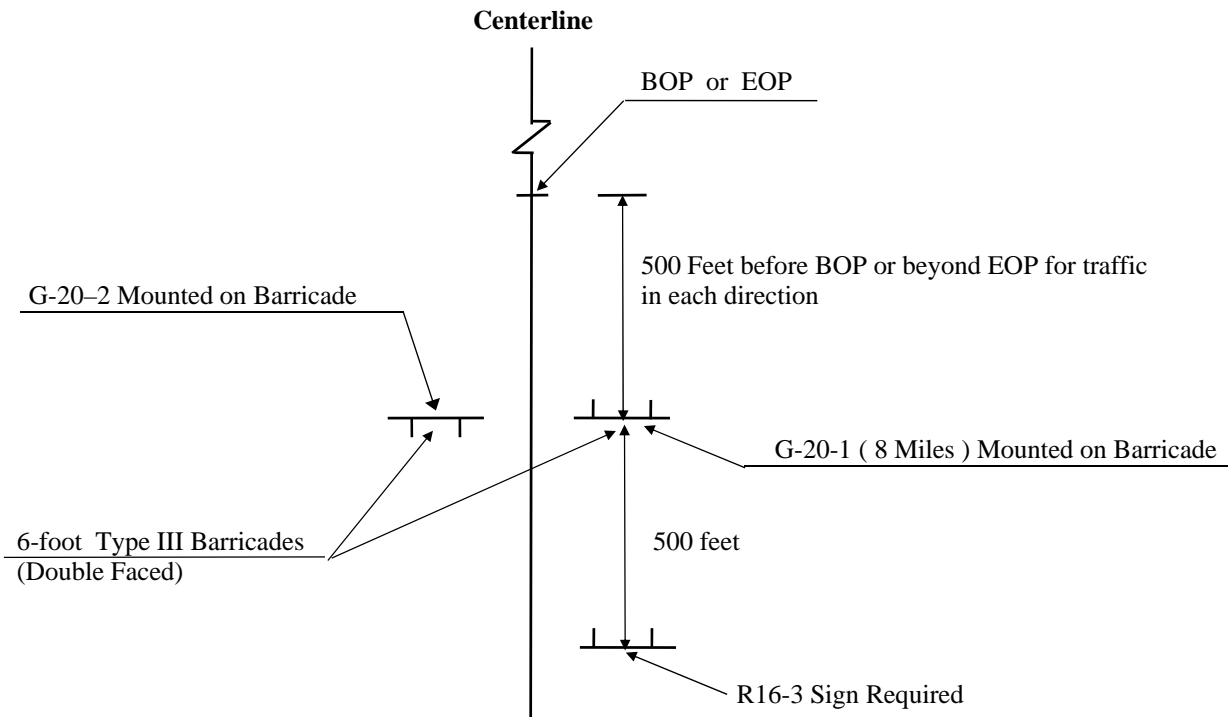 Centerline
BOP or EOP
500 Feet before BOP or beyond EOP for traffic
in each direction
G-20–2 Mounted on Barricade
G-20-1 ( 8 Miles ) Mounted on Barricade
6-foot Type III Barricades
(Double Faced)
500 feet
R16-3 Sign Required